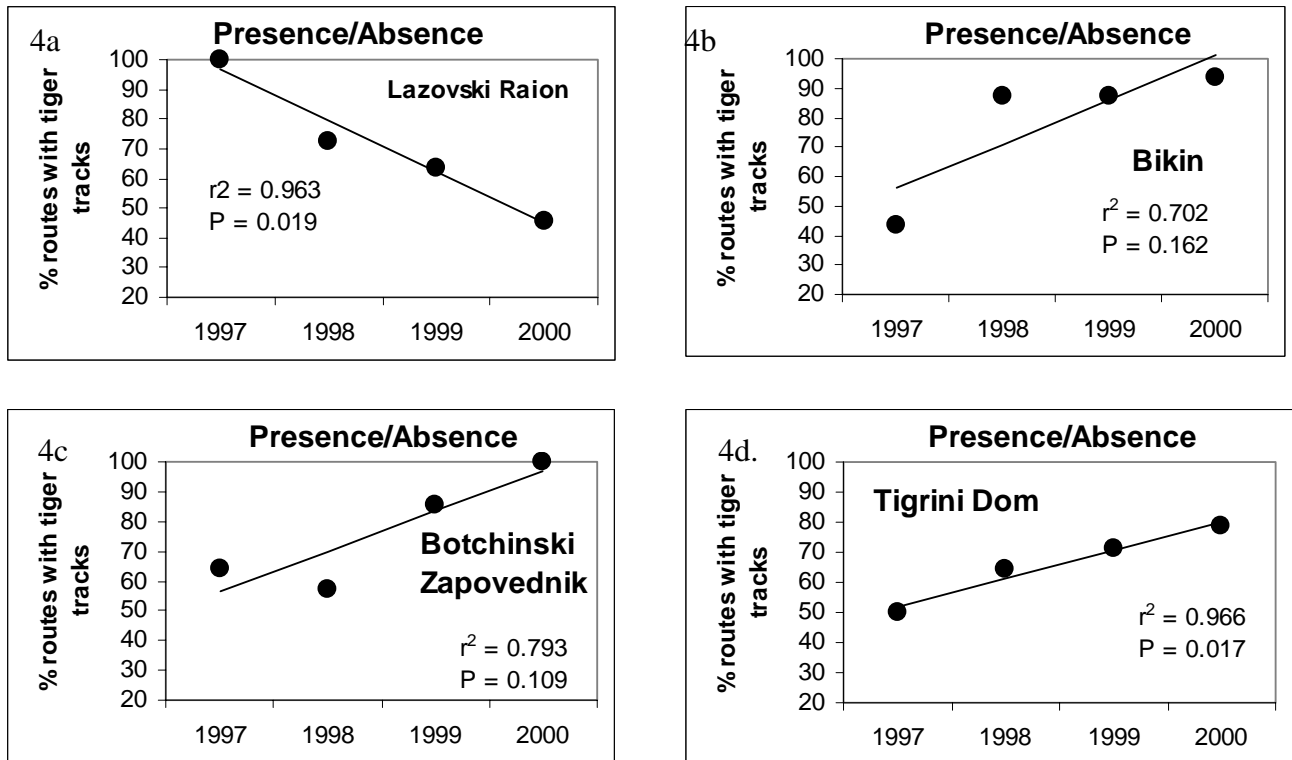 4a
Presence/Absence
Lazovski Raion
r2 = 0.963
P = 0.019
% routes with tiger
tracks
100
90
80
70
60
50
40
30
20
1997 1998 1999 2000
4b
Presence/Absence
Bikin
r² = 0.702
P = 0.162
% routes with tiger
tracks
100
90
80
70
60
50
40
30
20
1997 1998 1999 2000
4c
Presence/Absence
Botchinski
Zapovednik
r² = 0.793
P = 0.109
% routes with tiger
tracks
100
90
80
70
60
50
40
30
20
1997 1998 1999 2000
4d.
Presence/Absence
Tigrini Dom
r² = 0.966
P = 0.017
% routes with tiger
tracks
100
90
80
70
60
50
40
30
20
1997 1998 1999 2000